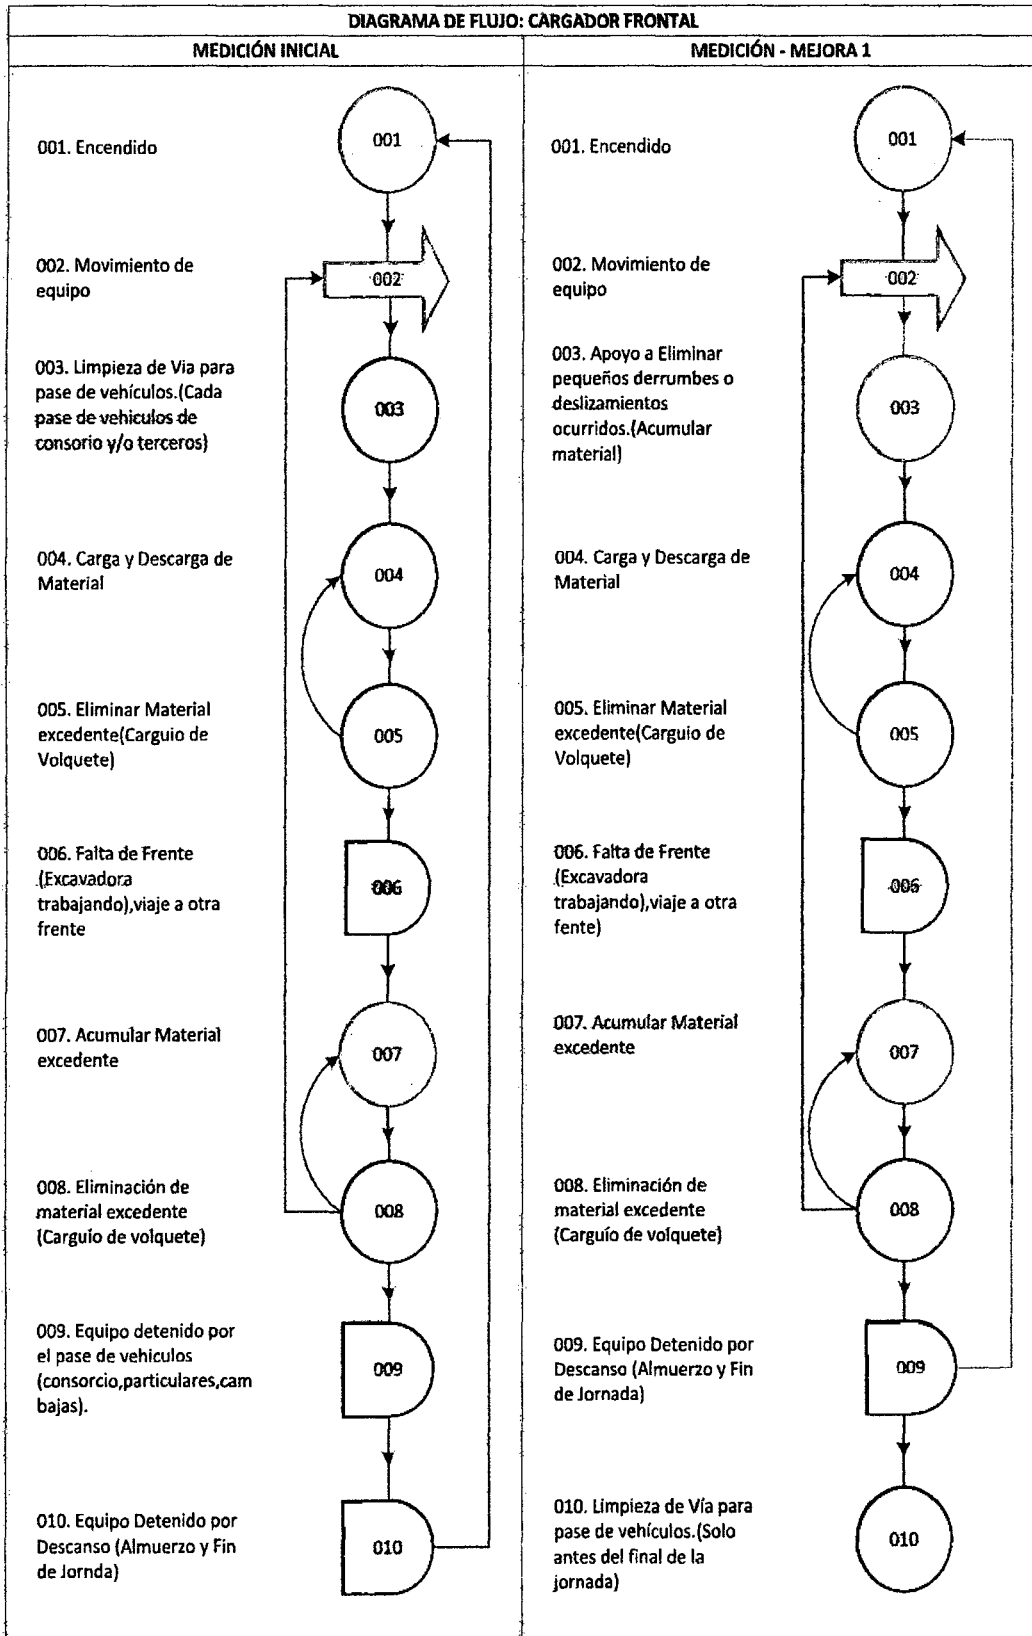 DIAGRAMA DE FLUJO: CARGADOR FRONTAL
MEDICIÓN INICIAL
001. Encendido
001
002. Movimiento de
equipo
002
003. Limpieza de Via para
pase de vehículos.(Cada
pase de vehiculos de
consorio y/o terceros)
003
004. Carga y Descarga de
Material
004
005. Eliminar Material
excedente(Carguio de
Volquete)
005
006. Falta de Frente
(Excavadora
trabajando),viaje a otra
frente
006
007. Acumular Material
excedente
007
008. Eliminación de
material excedente
(Carguío de volquete)
008
009. Equipo detenido por
el pase de vehiculos
(consorcio,particulares,cam
bajas).
009
010. Equipo Detenido por
Descanso (Almuerzo y Fin
de Jornda)
010
MEDICIÓN - MEJORA 1
001. Encendido
001
002. Movimiento de
equipo
002
003. Apoyo a Eliminar
pequeños derrumbes o
deslizamientos
ocurridos.(Acumular
material)
003
004. Carga y Descarga de
Material
004
005. Eliminar Material
excedente(Carguio de
Volquete)
005
006. Falta de Frente
(Excavadora
trabajando),viaje a otra
fente)
006
007. Acumular Material
excedente
007
008. Eliminación de
material excedente
(Carguío de volquete)
008
009. Equipo Detenido por
Descanso (Almuerzo y Fin
de Jornada)
009
010. Limpieza de Vía para
pase de vehículos.(Solo
antes del final de la
jornada)
010